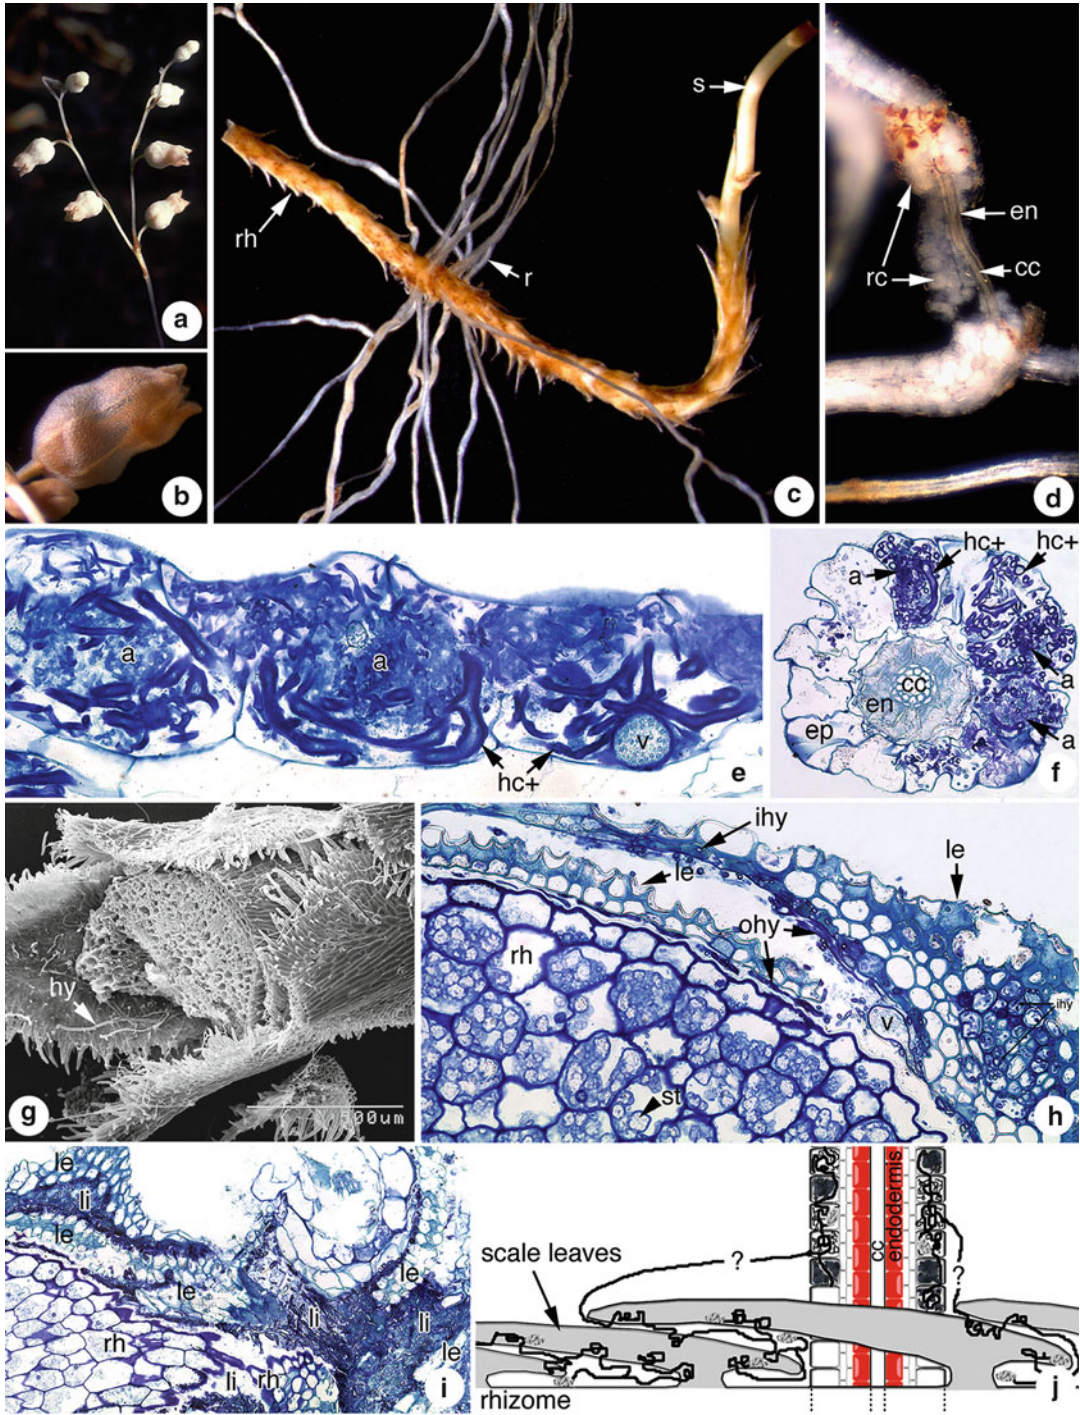 a
b
rh
r
s
c
rc
en
cc
d
a
a
v
hc+
e
hc+
hc+
a
a
cc
en
ep
a
f
hy
500um
g
ihy
le
le
ohy
rh
v
ihy
st
h
le
li
le
le
le
li
li
rh
li
rh
le
i
scale leaves
?
cc
endodermis
?
rhizome
j